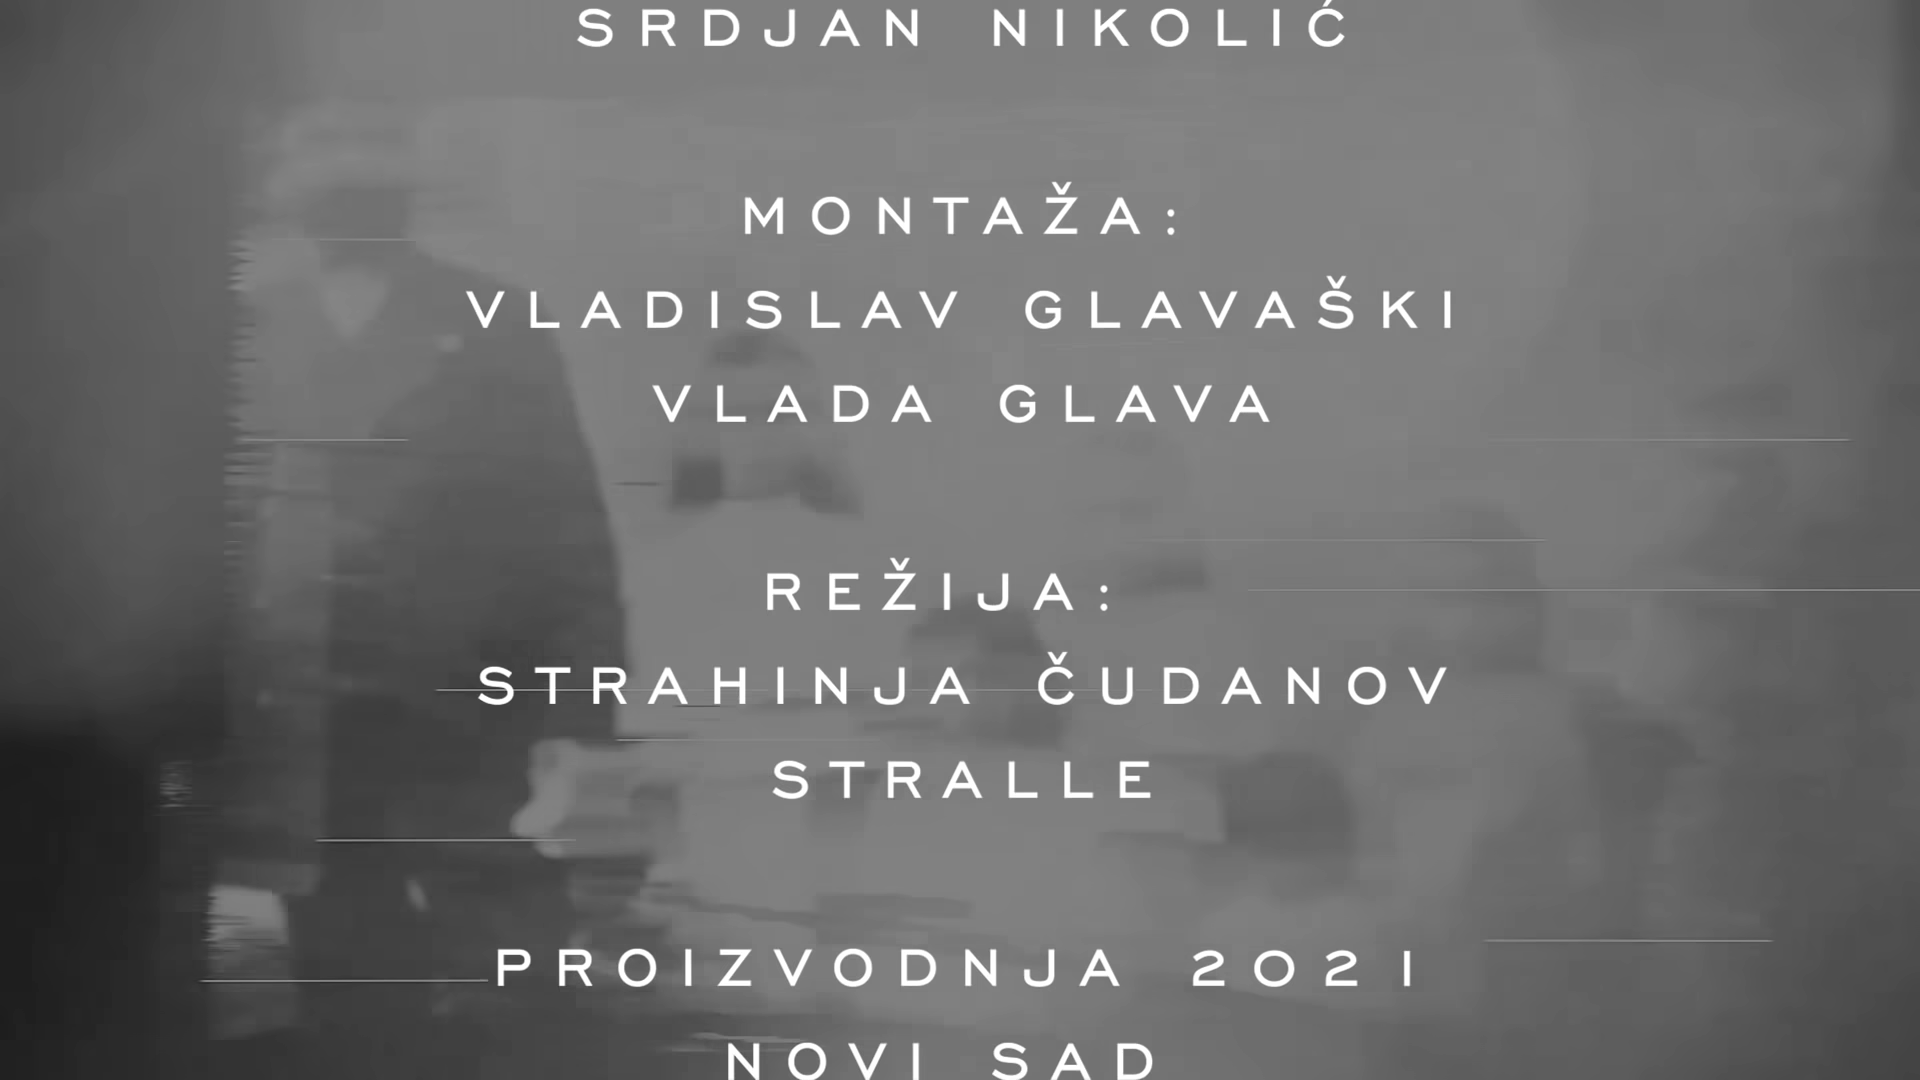 SRDJAN NIKOLIĆ
MONTAŽA:
VLADISLAV GLAVAŠKI
VLADA GLAVA
REŽIJA:
STRAHINJA ČUDANOV
STRALLE
PROIZVODNJA 2021
NOVI SAD